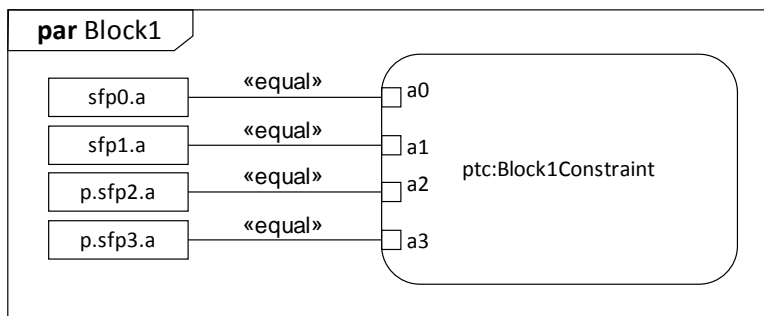 par Block1
sfp0.a
«equal»
a0
sfp1.a
«equal»
a1
p.sfp2.a
«equal»
a2
p.sfp3.a
«equal»
a3
ptc:Block1Constraint